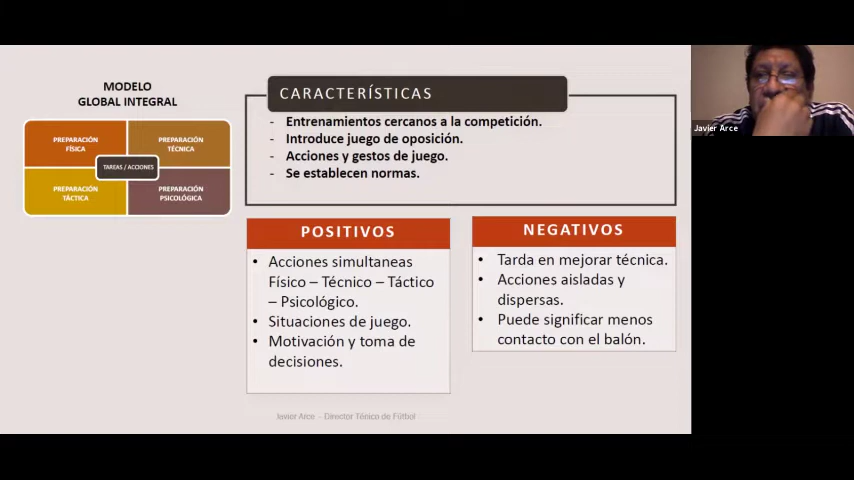 MODELO
GLOBAL INTEGRAL
PREPARACIÓN
FÍSICA
PREPARACIÓN
TÉCNICA
TAREAS / ACCIONES
PREPARACIÓN
TÁCTICA
PREPARACIÓN
PSICOLÓGICA
CARACTERÍSTICAS
- Entrenamientos cercanos a la competición.
- Introduce juego de oposición.
- Acciones y gestos de juego.
- Se establecen normas.
POSITIVOS
• Acciones simultaneas
Físico – Técnico – Táctico
– Psicológico.
• Situaciones de juego.
• Motivación y toma de
decisiones.
NEGATIVOS
• Tarda en mejorar técnica.
• Acciones aisladas y
dispersas.
• Puede significar menos
contacto con el balón.
Javier Arce – Director Técnico de Fútbol
Javier Arce